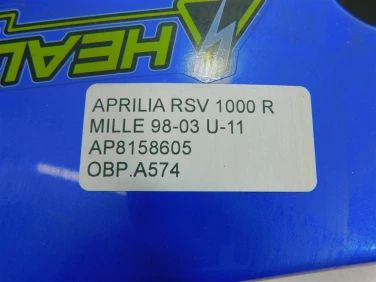 HEAL
APRILIA RSV 1000 R
MILLE 98-03 U-11
AP8158605
OBP.A574